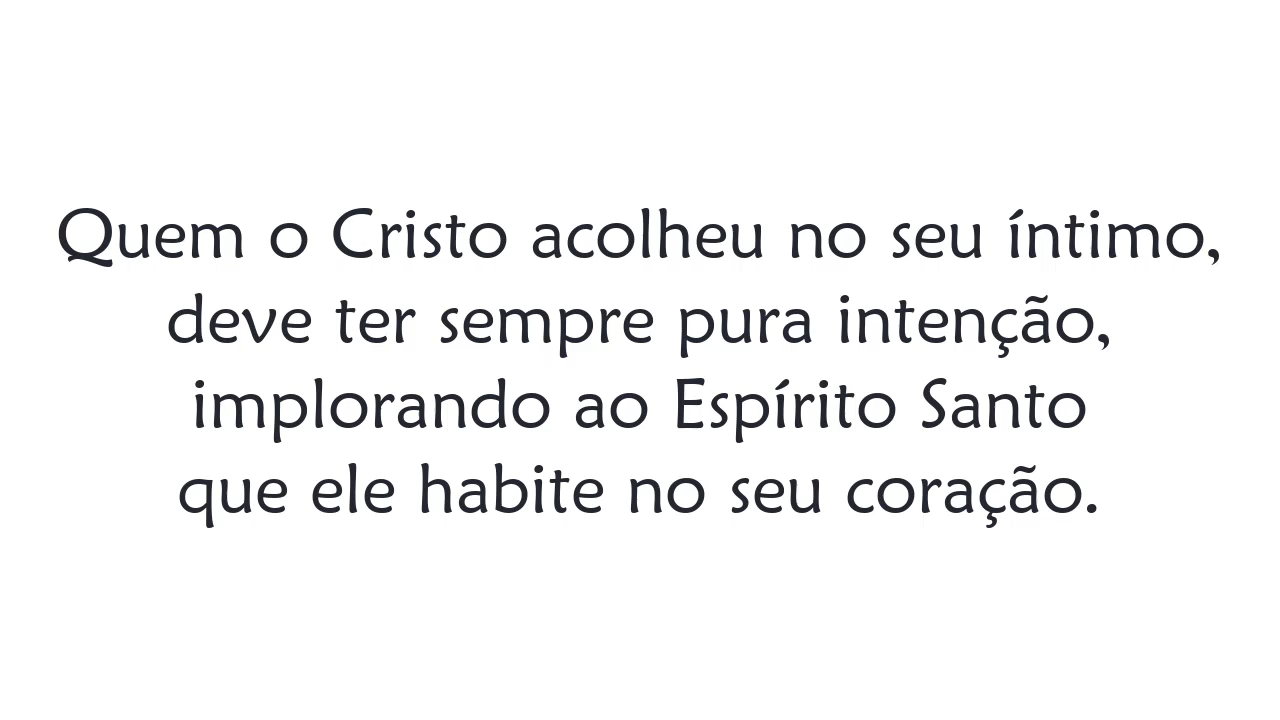 Quem o Cristo acolheu no seu íntimo,
deve ter sempre pura intenção,
implorando ao Espírito Santo
que ele habite no seu coração.